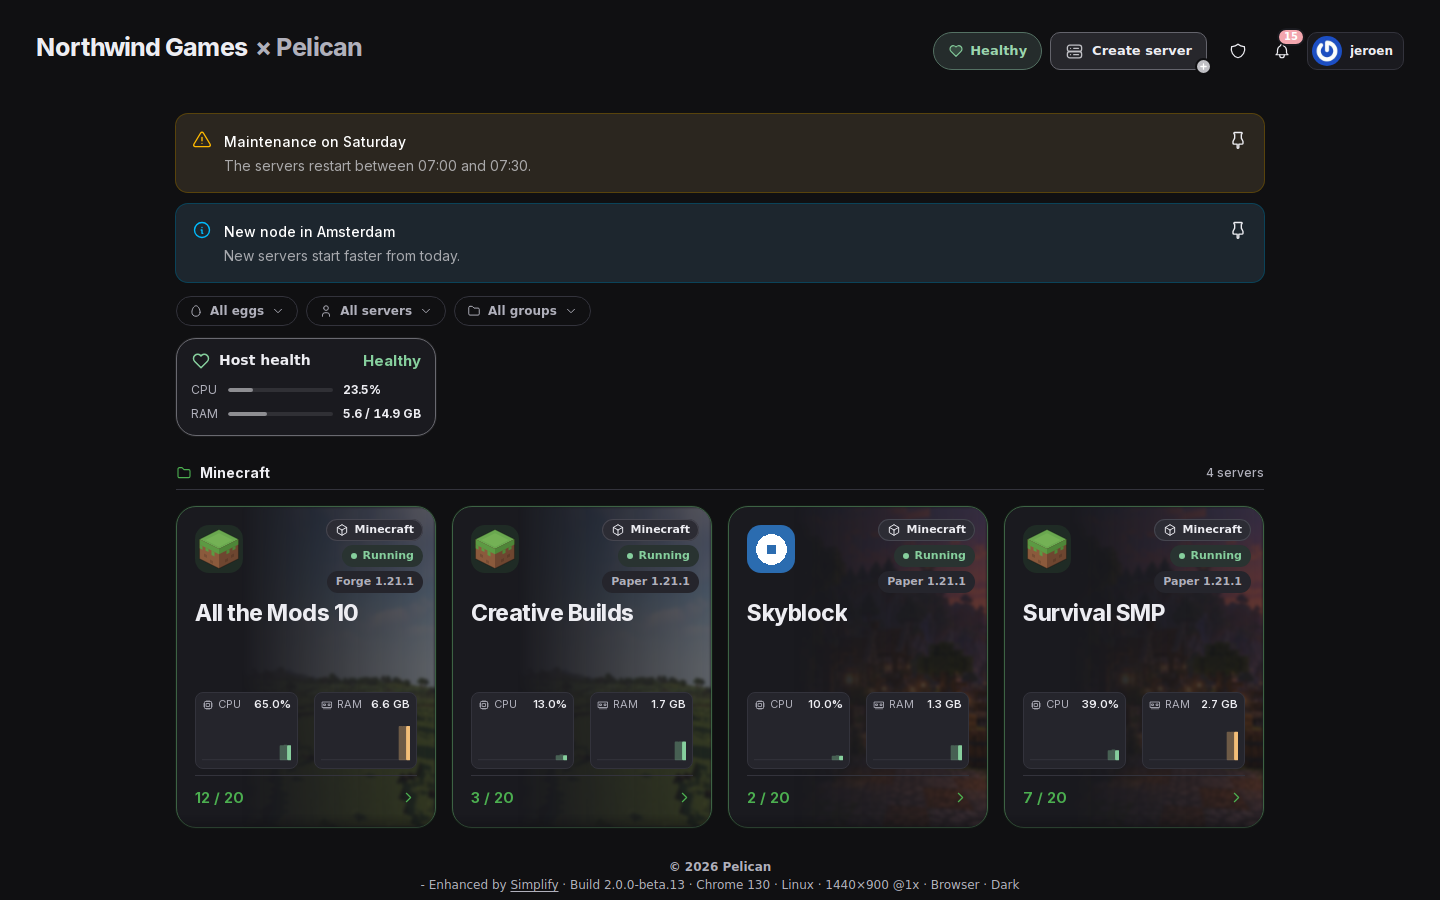 Northwind Games × Pelican
Healthy
Create server
15
jeroen
Maintenance on Saturday
The servers restart between 07:00 and 07:30.
New node in Amsterdam
New servers start faster from today.
All eggs
All servers
All groups
Host health Healthy
CPU 23.5%
RAM 5.6 / 14.9 GB
Minecraft
4 servers
Minecraft
Running
Forge 1.21.1
All the Mods 10
CPU 65.0%
RAM 6.6 GB
12 / 20
Minecraft
Running
Paper 1.21.1
Creative Builds
CPU 13.0%
RAM 1.7 GB
3 / 20
Minecraft
Running
Paper 1.21.1
Skyblock
CPU 10.0%
RAM 1.3 GB
2 / 20
Minecraft
Running
Paper 1.21.1
Survival SMP
CPU 39.0%
RAM 2.7 GB
7 / 20
© 2026 Pelican
- Enhanced by Simplify · Build 2.0.0-beta.13 · Chrome 130 · Linux · 1440×900 @1x · Browser · Dark